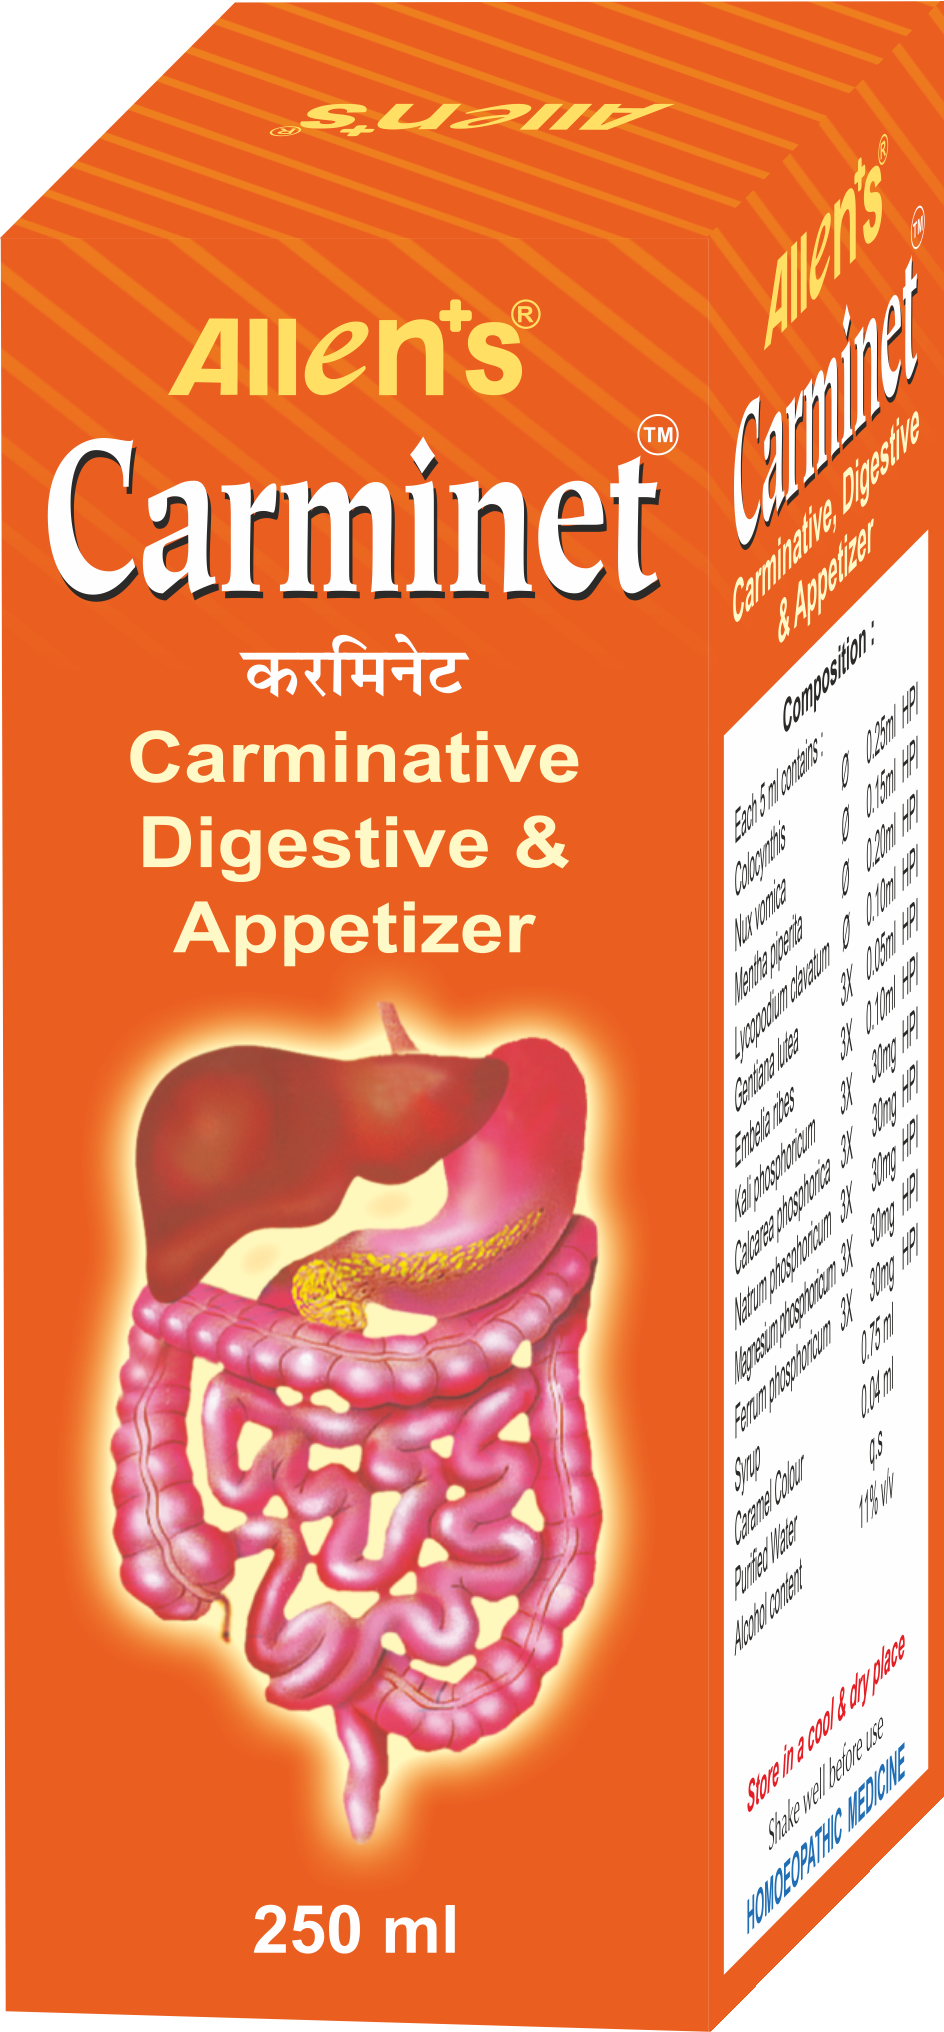 Allen's®
Allen's®
Carminet™
करमिनेट
Carminative
Digestive &
Appetizer
250 ml
Allen's®
Carminet™
Carminative, Digestive
& Appetizer
Composition :
Each 5 ml contains :
Colocynthis Ø 0.25ml HPI
Nux vomica Ø 0.15ml HPI
Mentha piperita Ø 0.20ml HPI
Lycopodium clavatum Ø 0.10ml HPI
Gentiana lutea 3X 0.05ml HPI
Embelia ribes 3X 0.10ml HPI
Kali phosphoricum 3X 30mg HPI
Calcarea phosphorica 3X 30mg HPI
Natrum phosphoricum 3X 30mg HPI
Magnesium phosphoricum 3X 30mg HPI
Ferrum phosphoricum 3X 30mg HPI
Syrup 0.75 ml
Caramel Colour 0.04 ml
Purified Water q.s
Alcohol content 11% v/v
Store in a cool & dry place
Shake well before use
HOMOEOPATHIC MEDICINE